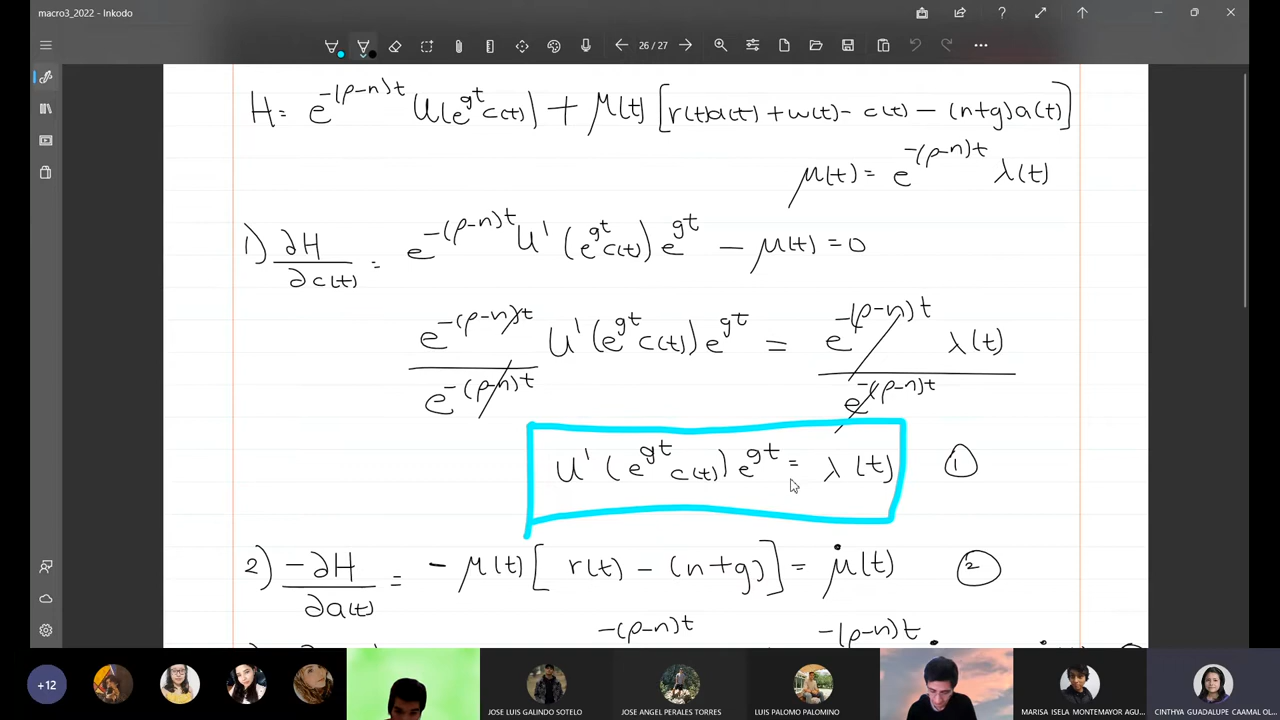 macro3_2022 - Inkodo
26 / 27
H = e^{-(ρ-n)t} U(e^{gt} c(t)) + μ(t) [r(t)a(t) + w(t) - c(t) - (n+g)a(t)]
μ(t) = e^{-(ρ-n)t} λ(t)
1) ∂H/∂c(t) = e^{-(ρ-n)t} U'(e^{gt} c(t)) e^{gt} - μ(t) = 0
e^{-(ρ-n)t}/e^{-(ρ-n)t} U'(e^{gt} c(t)) e^{gt} = e^{-(ρ-n)t}/e^{-(ρ-n)t} λ(t)
U'(e^{gt} c(t)) e^{gt} = λ(t) ①
2) -∂H/∂a(t) = - μ(t) [r(t) - (n+g)] = μ̇(t) ②
-(ρ-n)t -(ρ-n)t
+12
JOSE LUIS GALINDO SOTELO
JOSE ANGEL PERALES TORRES
LUIS PALOMO PALOMINO
MARISA ISELA MONTEMAYOR AGU...
CINTHYA GUADALUPE CAAMAL OL...